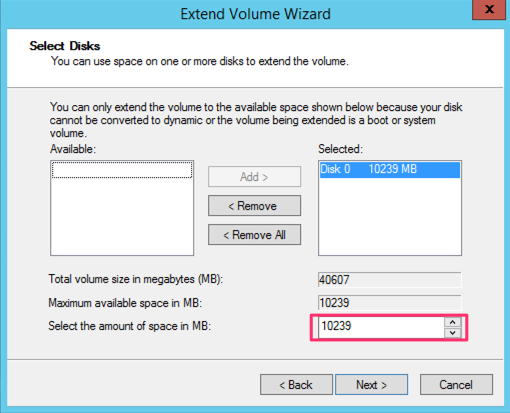 Extend Volume Wizard
x
Select Disks
You can use space on one or more disks to extend the volume.
You can only extend the volume to the available space shown below because your disk
cannot be converted to dynamic or the volume being extended is a boot or system
volume.
Available:
Selected:
Add >
Disk 0 10239 MB
< Remove
< Remove All
Total volume size in megabytes (MB): 40607
Maximum available space in MB: 10239
Select the amount of space in MB: 10239
< Back Next > Cancel